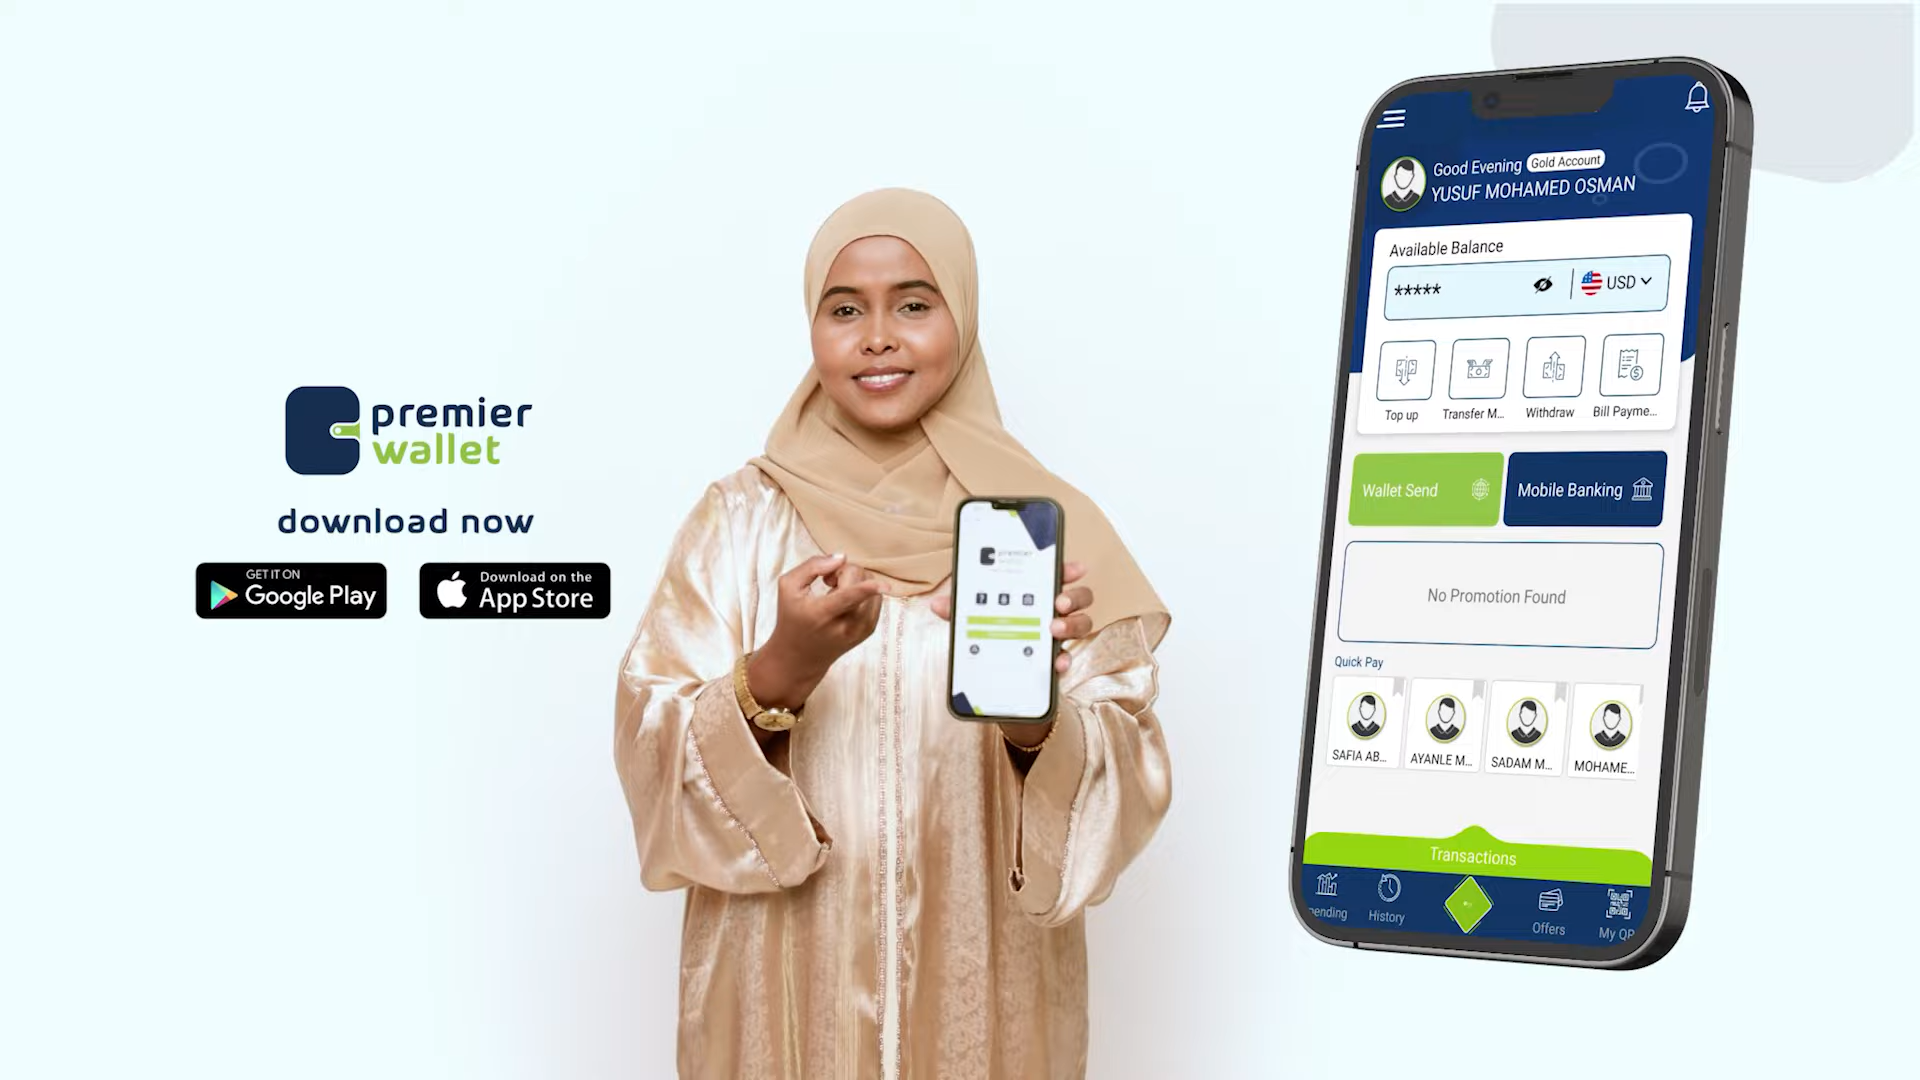 premier
wallet
download now
GET IT ON
Google Play
Download on the
App Store
premier
Good Evening
Gold Account
YUSUF MOHAMED OSMAN
Available Balance
*****
USD
Top up
Transfer M...
Withdraw
Bill Payme...
Wallet Send
Mobile Banking
No Promotion Found
Quick Pay
SAFIA AB...
AYANLE M...
SADAM M...
MOHAME...
Transactions
pending
History
Offers
My QR